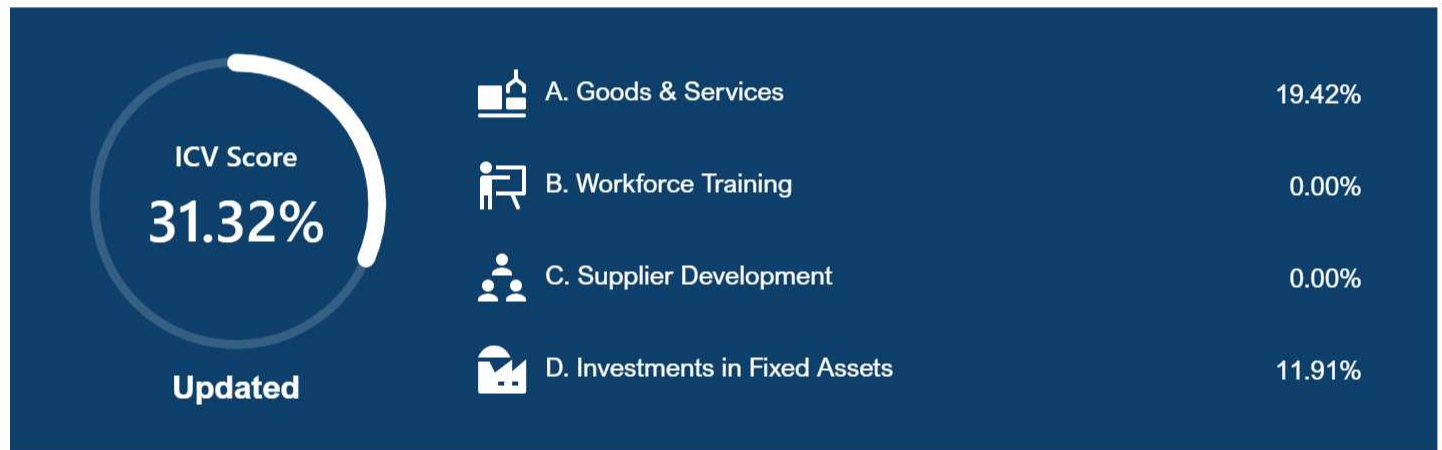 ICV Score
31.32%
Updated
A. Goods & Services 19.42%
B. Workforce Training 0.00%
C. Supplier Development 0.00%
D. Investments in Fixed Assets 11.91%